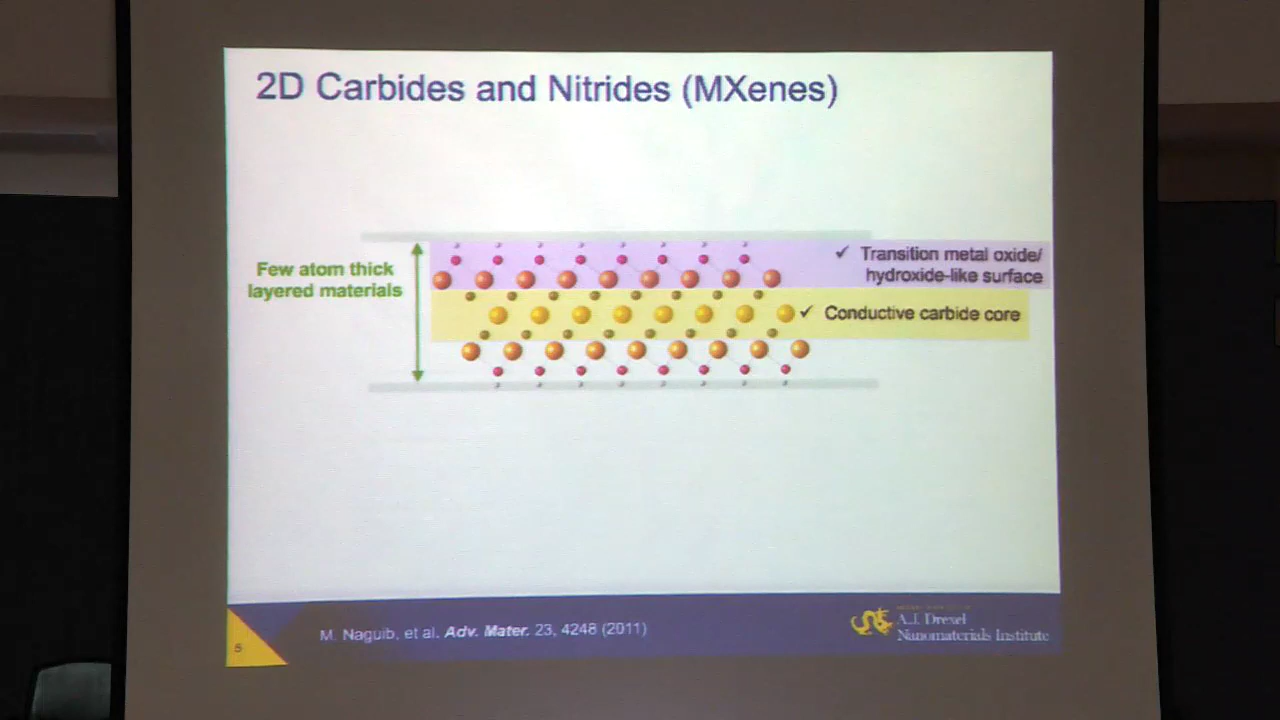 2D Carbides and Nitrides (MXenes)
Few atom thick
layered materials
✓ Transition metal oxide/
hydroxide-like surface
✓ Conductive carbide core
5
M. Naguib, et al. Adv. Mater. 23, 4248 (2011)
A.J. Drexel
Nanomaterials Institute